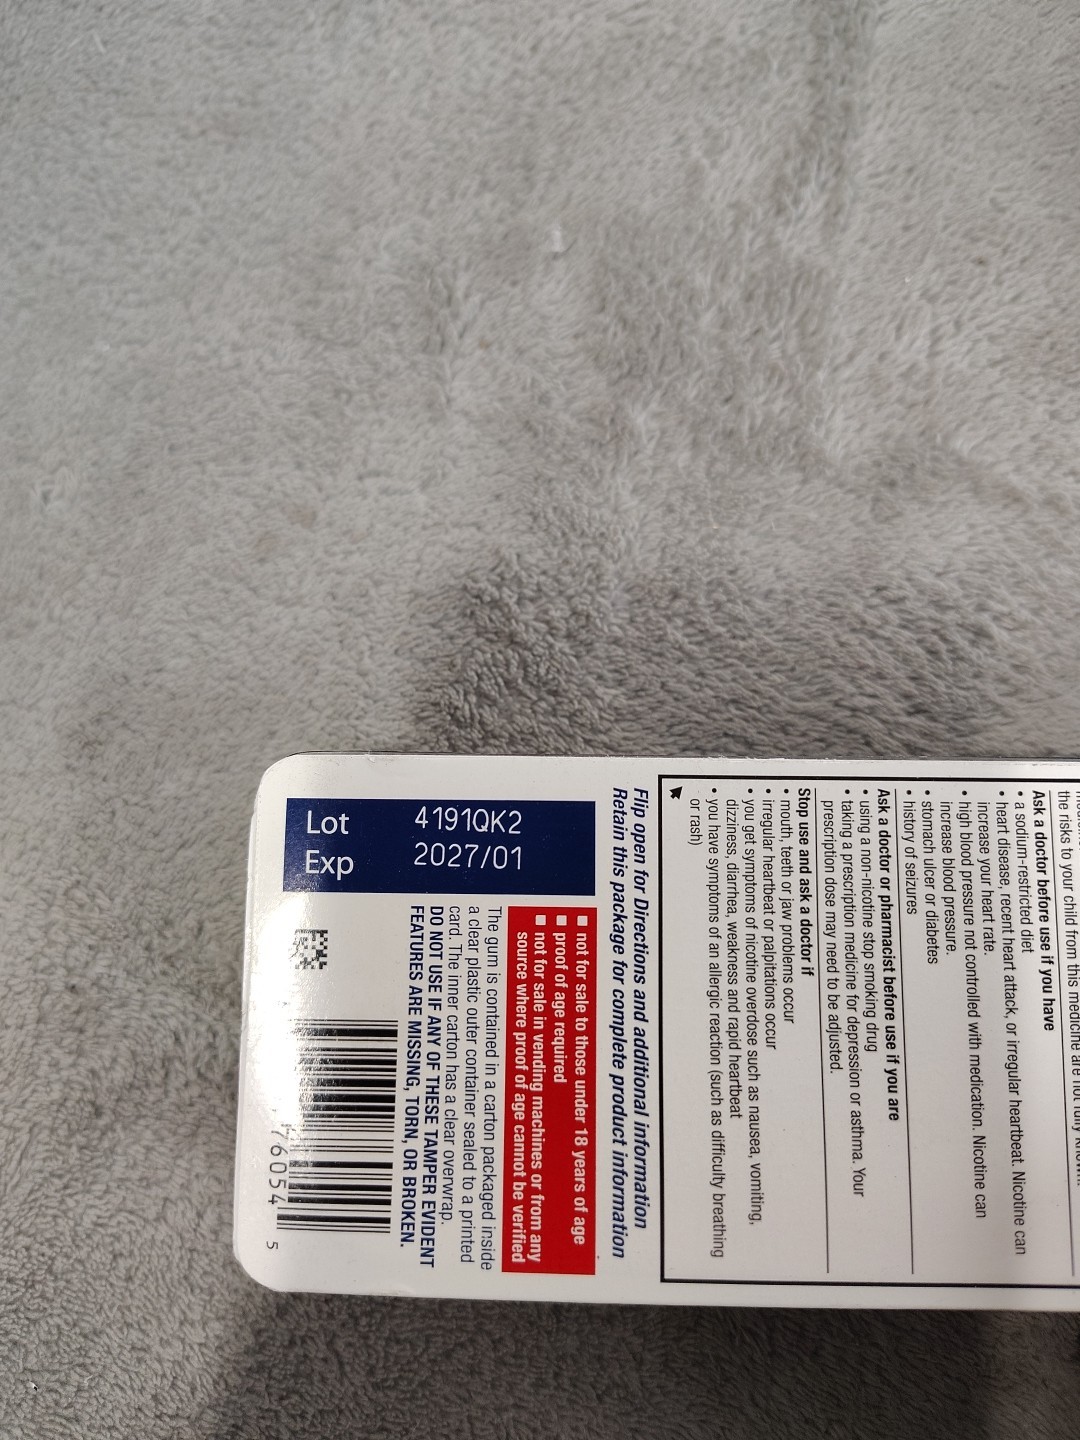 the risks to your child from this medicine are not fully known.
Ask a doctor before use if you have
• a sodium-restricted diet
• heart disease, recent heart attack, or irregular heartbeat. Nicotine can
increase your heart rate.
• high blood pressure not controlled with medication. Nicotine can
increase blood pressure.
• stomach ulcer or diabetes
• history of seizures
Ask a doctor or pharmacist before use if you are
• using a non-nicotine stop smoking drug
• taking a prescription medicine for depression or asthma. Your
prescription dose may need to be adjusted.
Stop use and ask a doctor if
• mouth, teeth or jaw problems occur
• irregular heartbeat or palpitations occur
• you get symptoms of nicotine overdose such as nausea, vomiting,
dizziness, diarrhea, weakness and rapid heartbeat
• you have symptoms of an allergic reaction (such as difficulty breathing
or rash)
Flip open for Directions and additional information
Retain this package for complete product information
Lot 4191QK2
Exp 2027/01
■ not for sale to those under 18 years of age
■ proof of age required
■ not for sale in vending machines or from any
source where proof of age cannot be verified
The gum is contained in a carton packaged inside
a clear plastic outer container sealed to a printed
card. The inner carton has a clear overwrap.
DO NOT USE IF ANY OF THESE TAMPER EVIDENT
FEATURES ARE MISSING, TORN, OR BROKEN.
76054 5